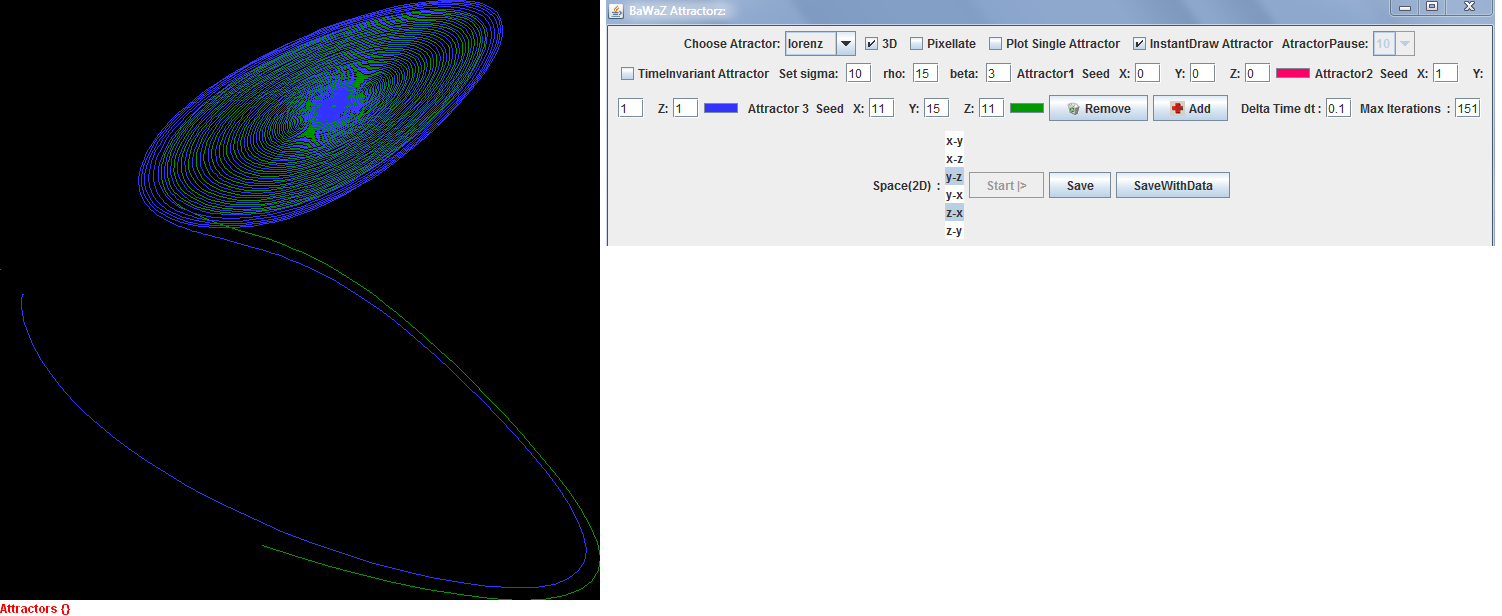 BaWaZ Attractorz:
Choose Atractor: lorenz 3D Pixellate Plot Single Attractor InstantDraw Attractor AtractorPause: 10
TimeInvariant Attractor Set sigma: 10 rho: 15 beta: 3 Attractor1 Seed X: 0 Y: 0 Z: 0 Attractor2 Seed X: 1 Y:
1 Z: 1 Attractor 3 Seed X: 11 Y: 15 Z: 11 Remove Add Delta Time dt : 0.1 Max Iterations : 151
x-y
x-z
y-z
Space(2D) : Start |> Save SaveWithData
y-x
z-x
z-y
Attractors {}